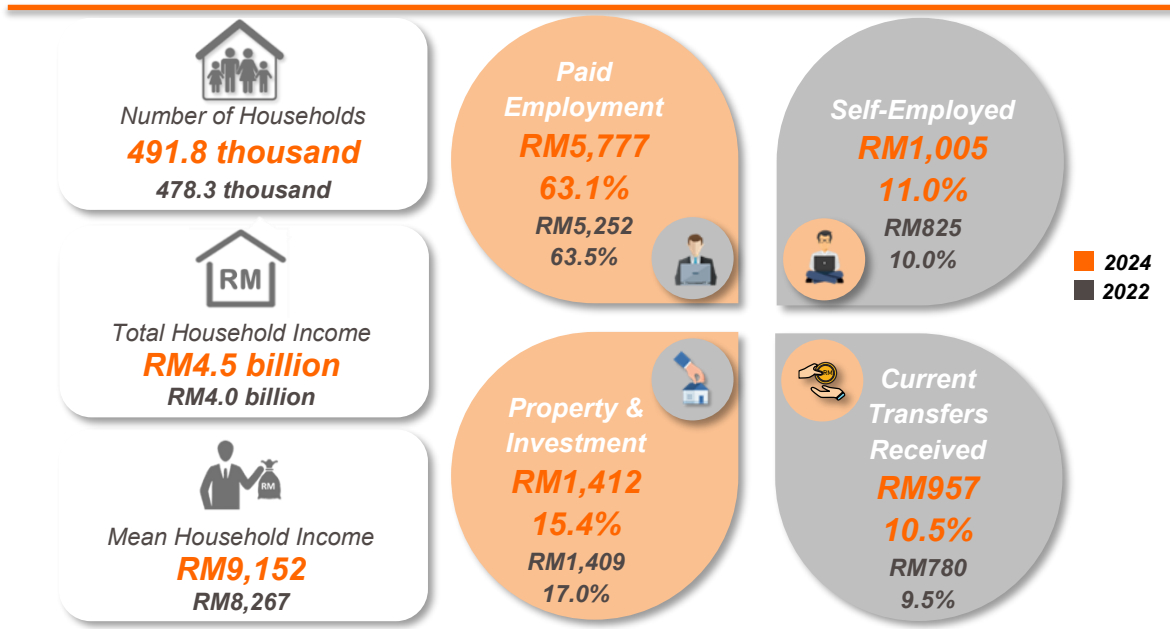 Number of Households
491.8 thousand
478.3 thousand
RM
Total Household Income
RM4.5 billion
RM4.0 billion
RM
Mean Household Income
RM9,152
RM8,267
Paid
Employment
RM5,777
63.1%
RM5,252
63.5%
Self-Employed
RM1,005
11.0%
RM825
10.0%
Property &
Investment
RM1,412
15.4%
RM1,409
17.0%
RM
Current
Transfers
Received
RM957
10.5%
RM780
9.5%
2024
2022